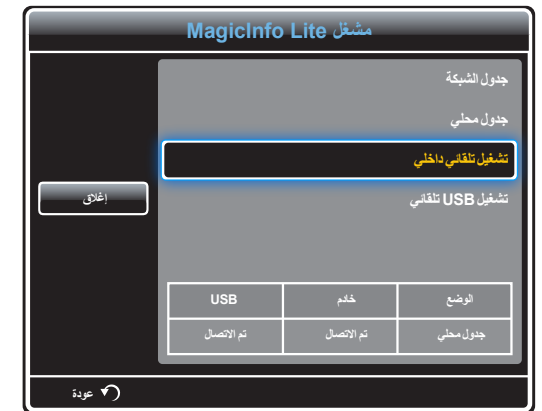 مشغل MagicInfo Lite
جدول الشبكة
جدول محلي
تشغيل تلقائي داخلي
تشغيل USB تلقائي
إغلاق
الوضع خادم USB
جدول محلي تم الاتصال تم الاتصال
عودة